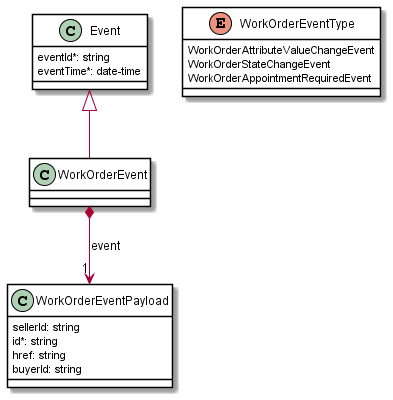 C Event
eventId*: string
eventTime*: date-time
E WorkOrderEventType
WorkOrderAttributeValueChangeEvent
WorkOrderStateChangeEvent
WorkOrderAppointmentRequiredEvent
C WorkOrderEvent
event
1
C WorkOrderEventPayload
sellerId: string
id*: string
href: string
buyerId: string